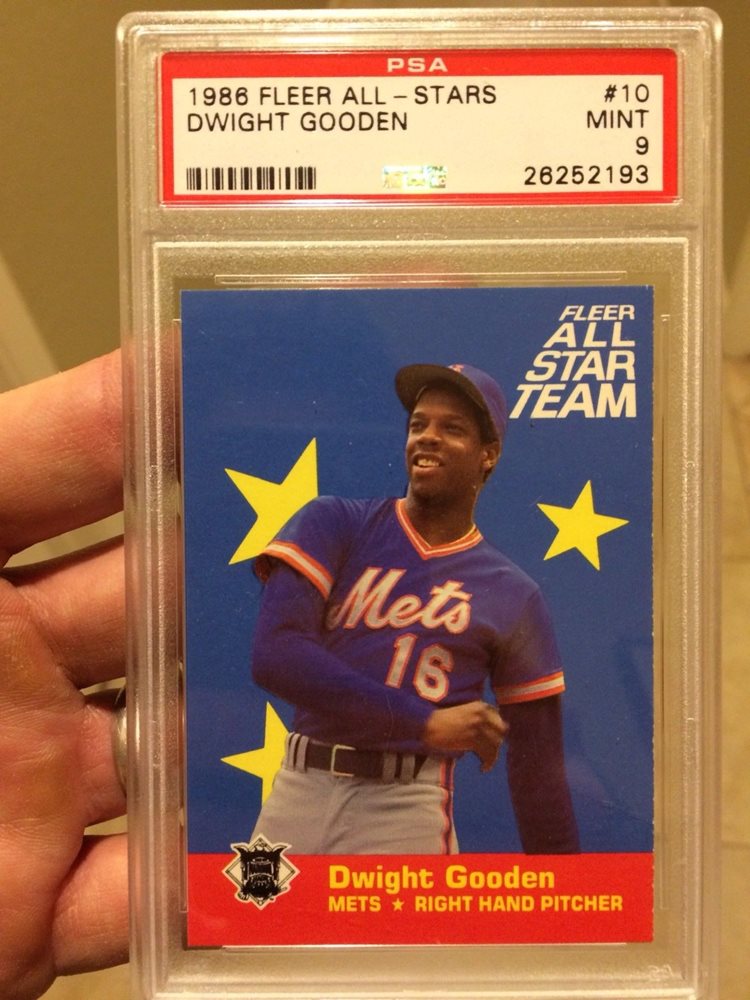 PSA
1986 FLEER ALL-STARS #10
DWIGHT GOODEN MINT
9
26252193
FLEER
ALL
STAR
TEAM
Mets
16
Dwight Gooden
METS ★ RIGHT HAND PITCHER